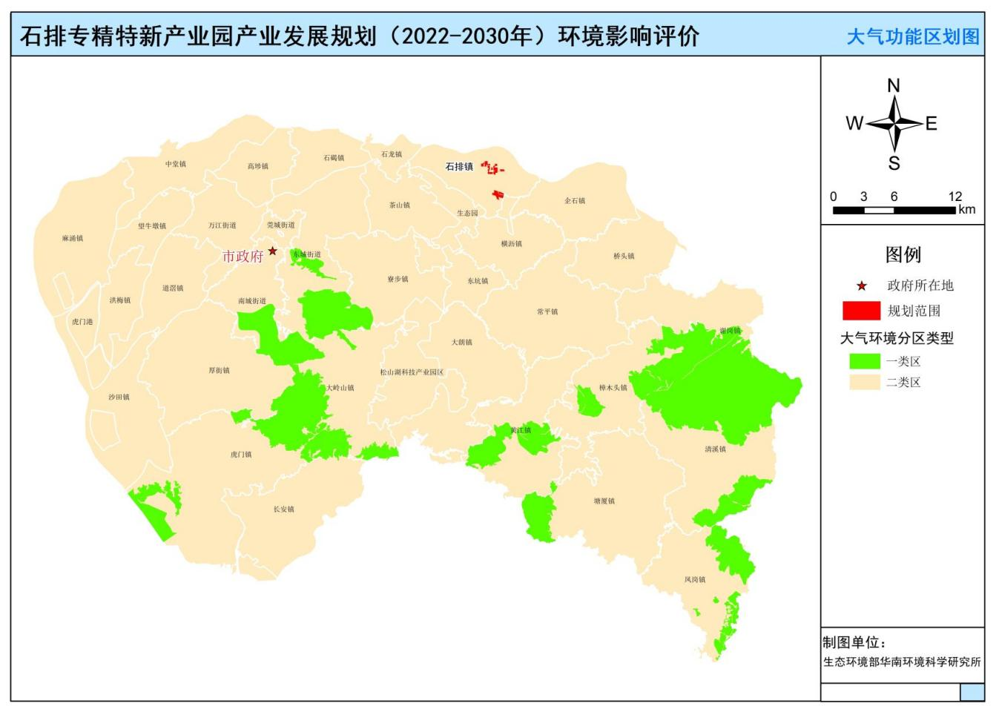 石排专精特新产业园产业发展规划（2022-2030年）环境影响评价
大气功能区划图
N
W E
S
0 3 6 12
km
图例
政府所在地
规划范围
大气环境分区类型
一类区
二类区
制图单位：
生态环境部华南环境科学研究所
中堂镇
高埗镇
石碣镇
石龙镇
石排镇
茶山镇
生态园
企石镇
麻涌镇
望牛墩镇
万江街道
莞城街道
市政府
东城街道
横沥镇
桥头镇
道滘镇
寮步镇
东坑镇
洪梅镇
南城街道
常平镇
虎门港
谢岗镇
大朗镇
厚街镇
松山湖科技产业园区
大岭山镇
樟木头镇
沙田镇
黄江镇
虎门镇
清溪镇
长安镇
塘厦镇
凤岗镇